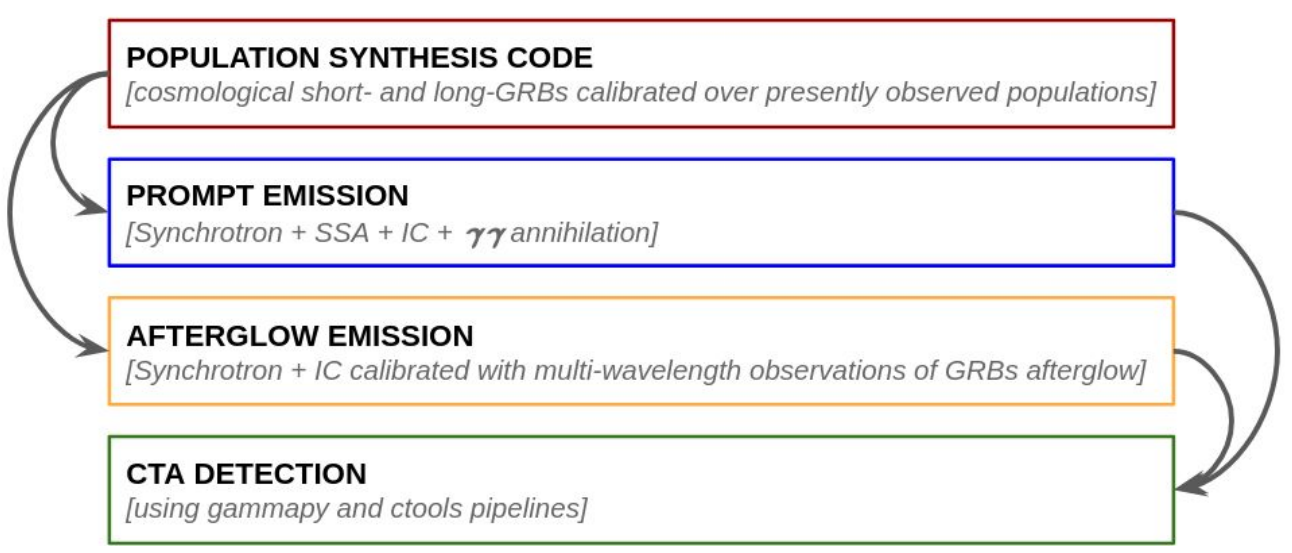 POPULATION SYNTHESIS CODE
[cosmological short- and long-GRBs calibrated over presently observed populations]
PROMPT EMISSION
[Synchrotron + SSA + IC + γγ annihilation]
AFTERGLOW EMISSION
[Synchrotron + IC calibrated with multi-wavelength observations of GRBs afterglow]
CTA DETECTION
[using gammapy and ctools pipelines]